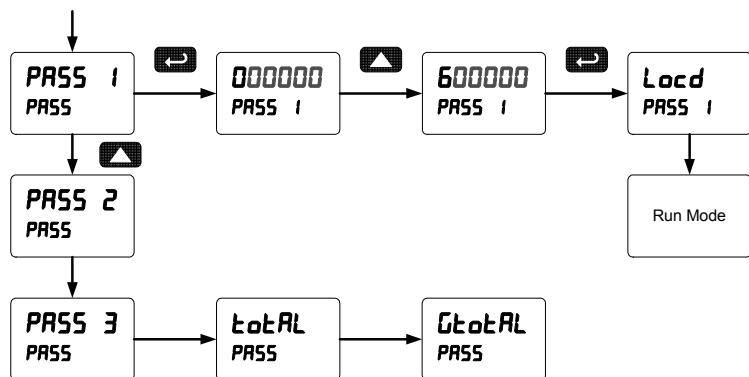 PASS 1
PASS
000000
PASS 1
600000
PASS 1
Locd
PASS 1
PASS 2
PASS
Run Mode
PASS 3
PASS
totAL
PASS
GtotAL
PASS